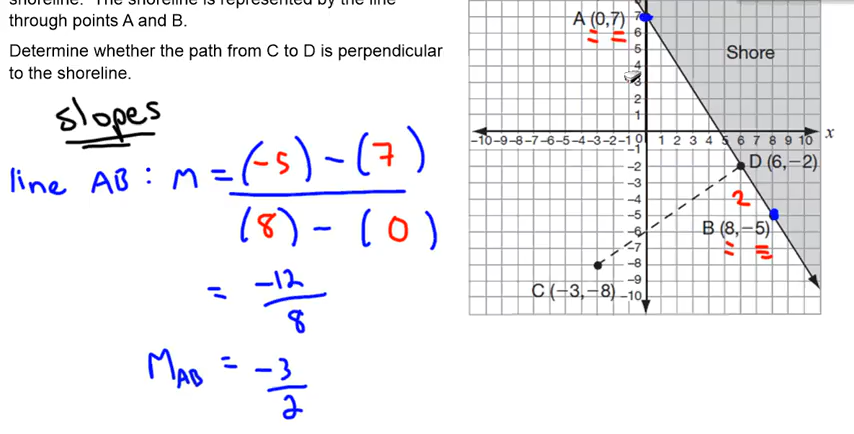 shoreline. The shoreline is represented by the line
through points A and B.
Determine whether the path from C to D is perpendicular
to the shoreline.
slopes
line AB : M = (-5) - (7)
(8) - (0)
= -12
8
M_AB = -3
2
A (0,7)
7
6
5
4
3
2
1
Shore
-10 -9 -8 -7 -6 -5 -4 -3 -2 -1 0 1 2 3 4 5 6 7 8 9 10 x
-1
-2
-3
-4
-5
-6
-7
-8
-9
-10
D (6,-2)
2
B (8,-5)
C (-3,-8)